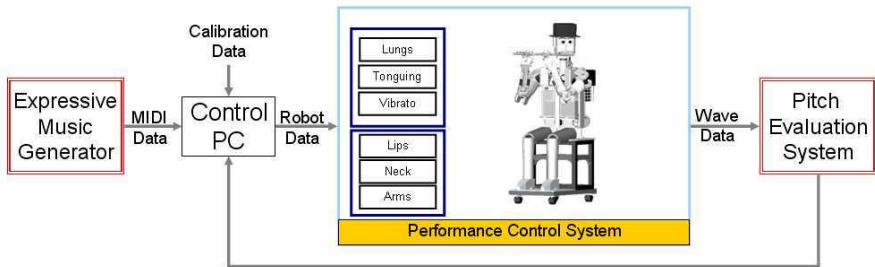 Calibration
Data
Expressive
Music
Generator
MIDI
Data
Control
PC
Robot
Data
Lungs
Tonguing
Vibrato
Lips
Neck
Arms
Performance Control System
Wave
Data
Pitch
Evaluation
System